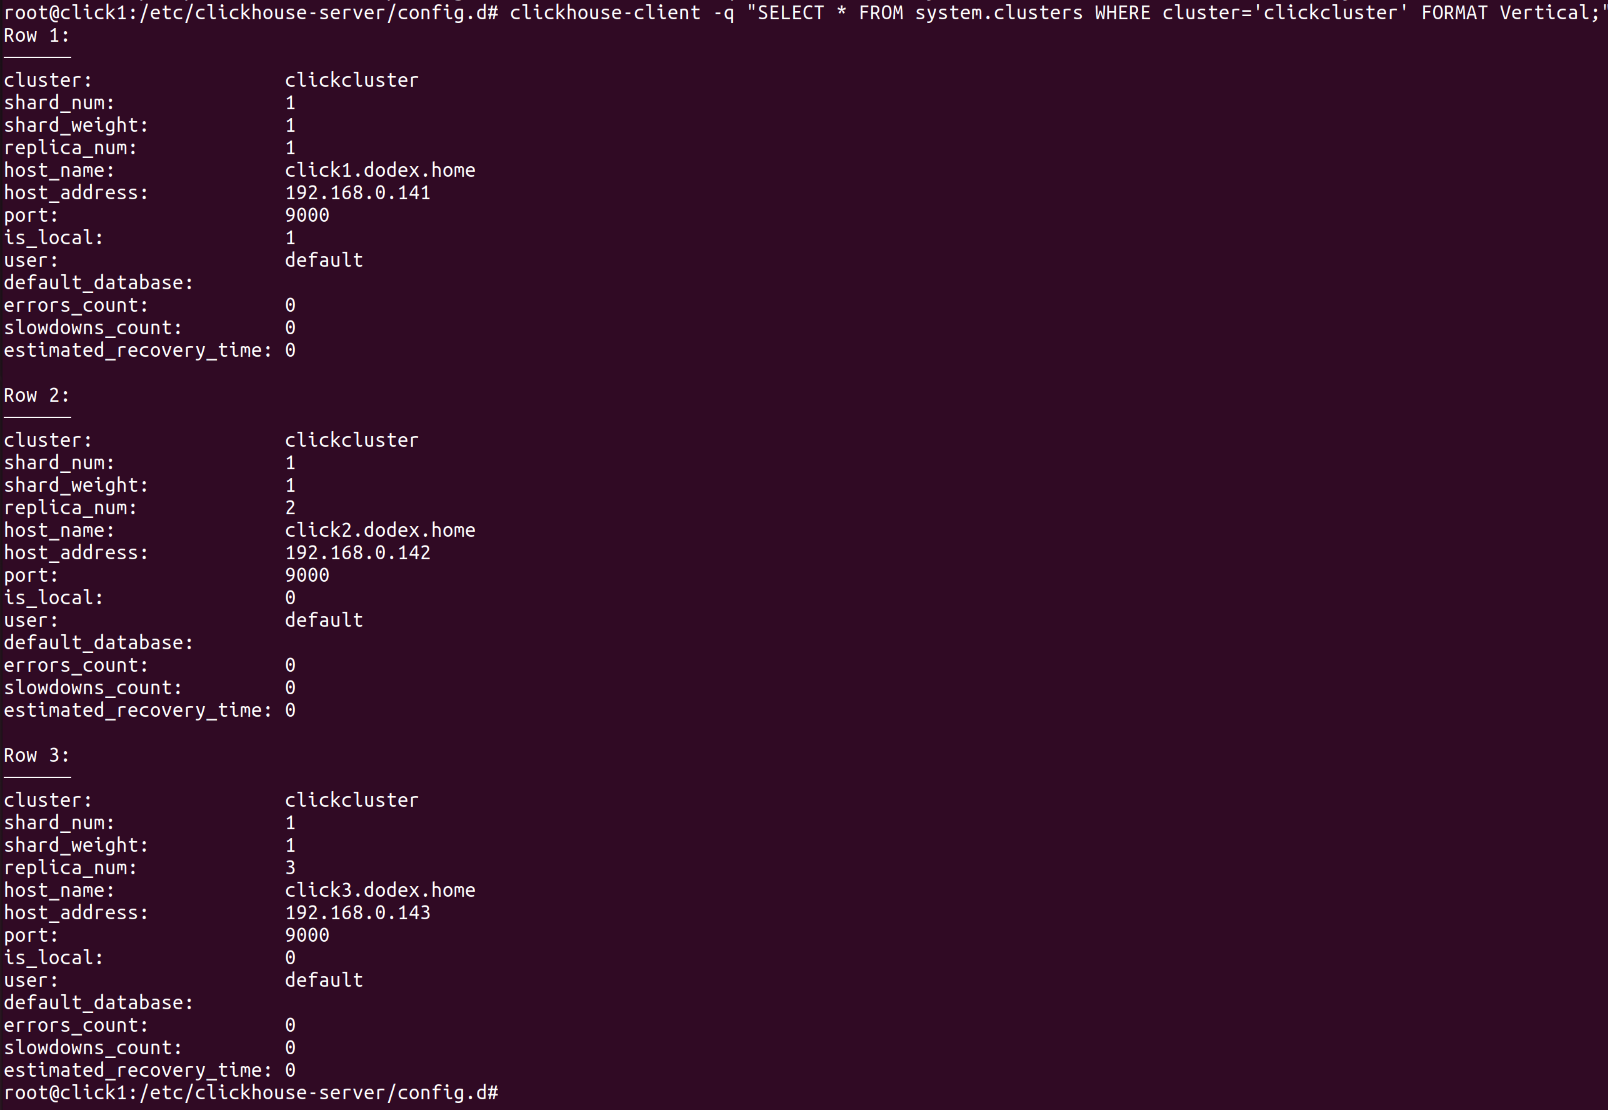 root@click1:/etc/clickhouse-server/config.d# clickhouse-client -q "SELECT * FROM system.clusters WHERE cluster='clickcluster' FORMAT Vertical;"
Row 1:
──────
cluster:                 clickcluster
shard_num:               1
shard_weight:            1
replica_num:             1
host_name:               click1.dodex.home
host_address:            192.168.0.141
port:                    9000
is_local:                1
user:                    default
default_database:
errors_count:            0
slowdowns_count:         0
estimated_recovery_time: 0

Row 2:
──────
cluster:                 clickcluster
shard_num:               1
shard_weight:            1
replica_num:             2
host_name:               click2.dodex.home
host_address:            192.168.0.142
port:                    9000
is_local:                0
user:                    default
default_database:
errors_count:            0
slowdowns_count:         0
estimated_recovery_time: 0

Row 3:
──────
cluster:                 clickcluster
shard_num:               1
shard_weight:            1
replica_num:             3
host_name:               click3.dodex.home
host_address:            192.168.0.143
port:                    9000
is_local:                0
user:                    default
default_database:
errors_count:            0
slowdowns_count:         0
estimated_recovery_time: 0
root@click1:/etc/clickhouse-server/config.d#